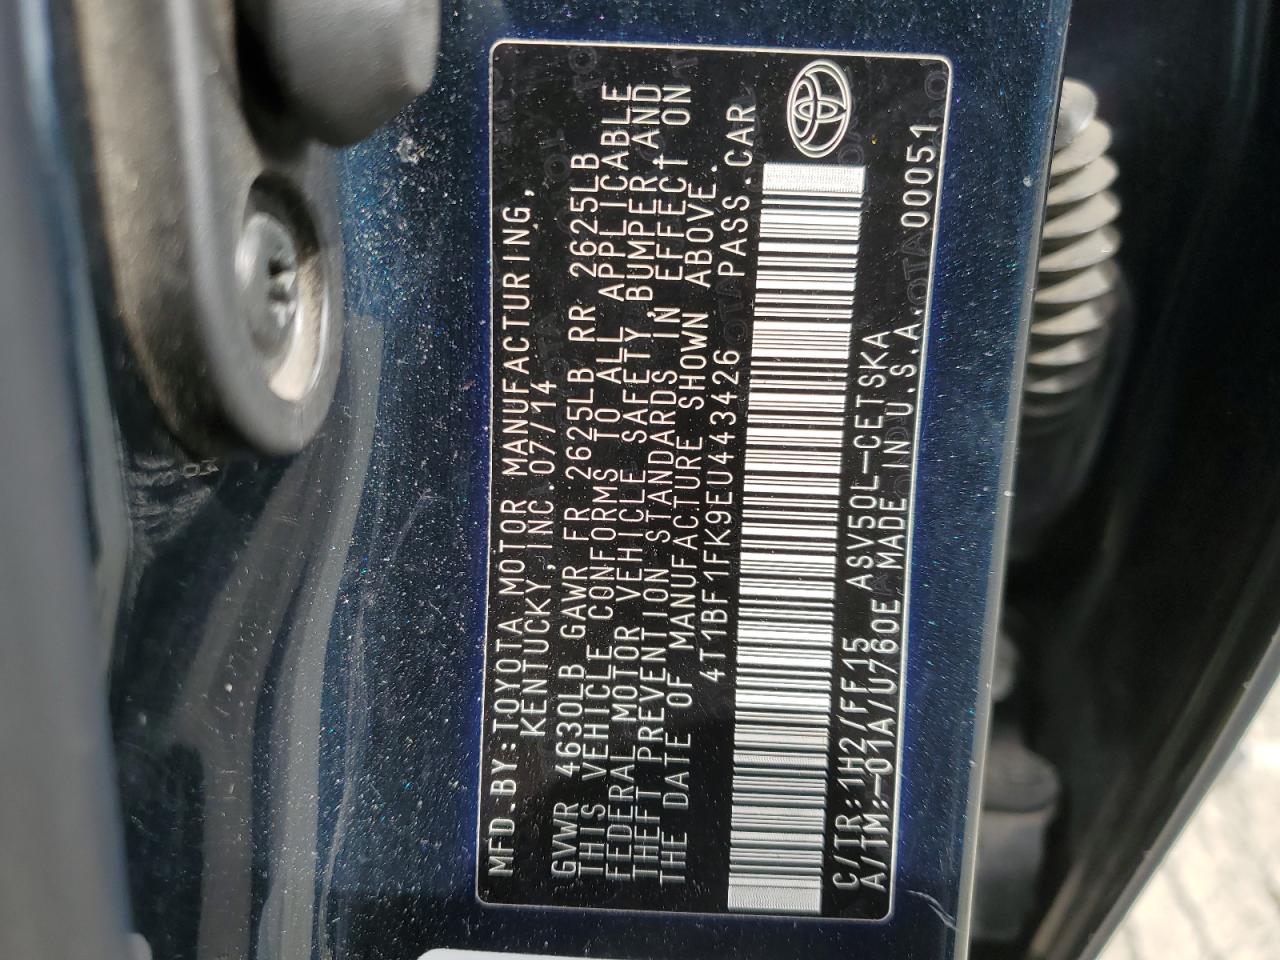 MFD.BY:TOYOTA MOTOR MANUFACTURING,
KENTUCKY,INC.07/14
GVWR 4630LB GAWR FR 2625LB RR 2625LB
THIS VEHICLE CONFORMS TO ALL APPLICABLE
FEDERAL MOTOR VEHICLE SAFETY,BUMPER,AND
THEFT PREVENTION STANDARDS IN EFFECT ON
THE DATE OF MANUFACTURE SHOWN ABOVE.
4T1BF1FK9EU443426 PASS.CAR
C/TR:1H2/FF15 ASV50L-CETSKA
A/TM:-01A/U760E MADE IN U.S.A. 00051